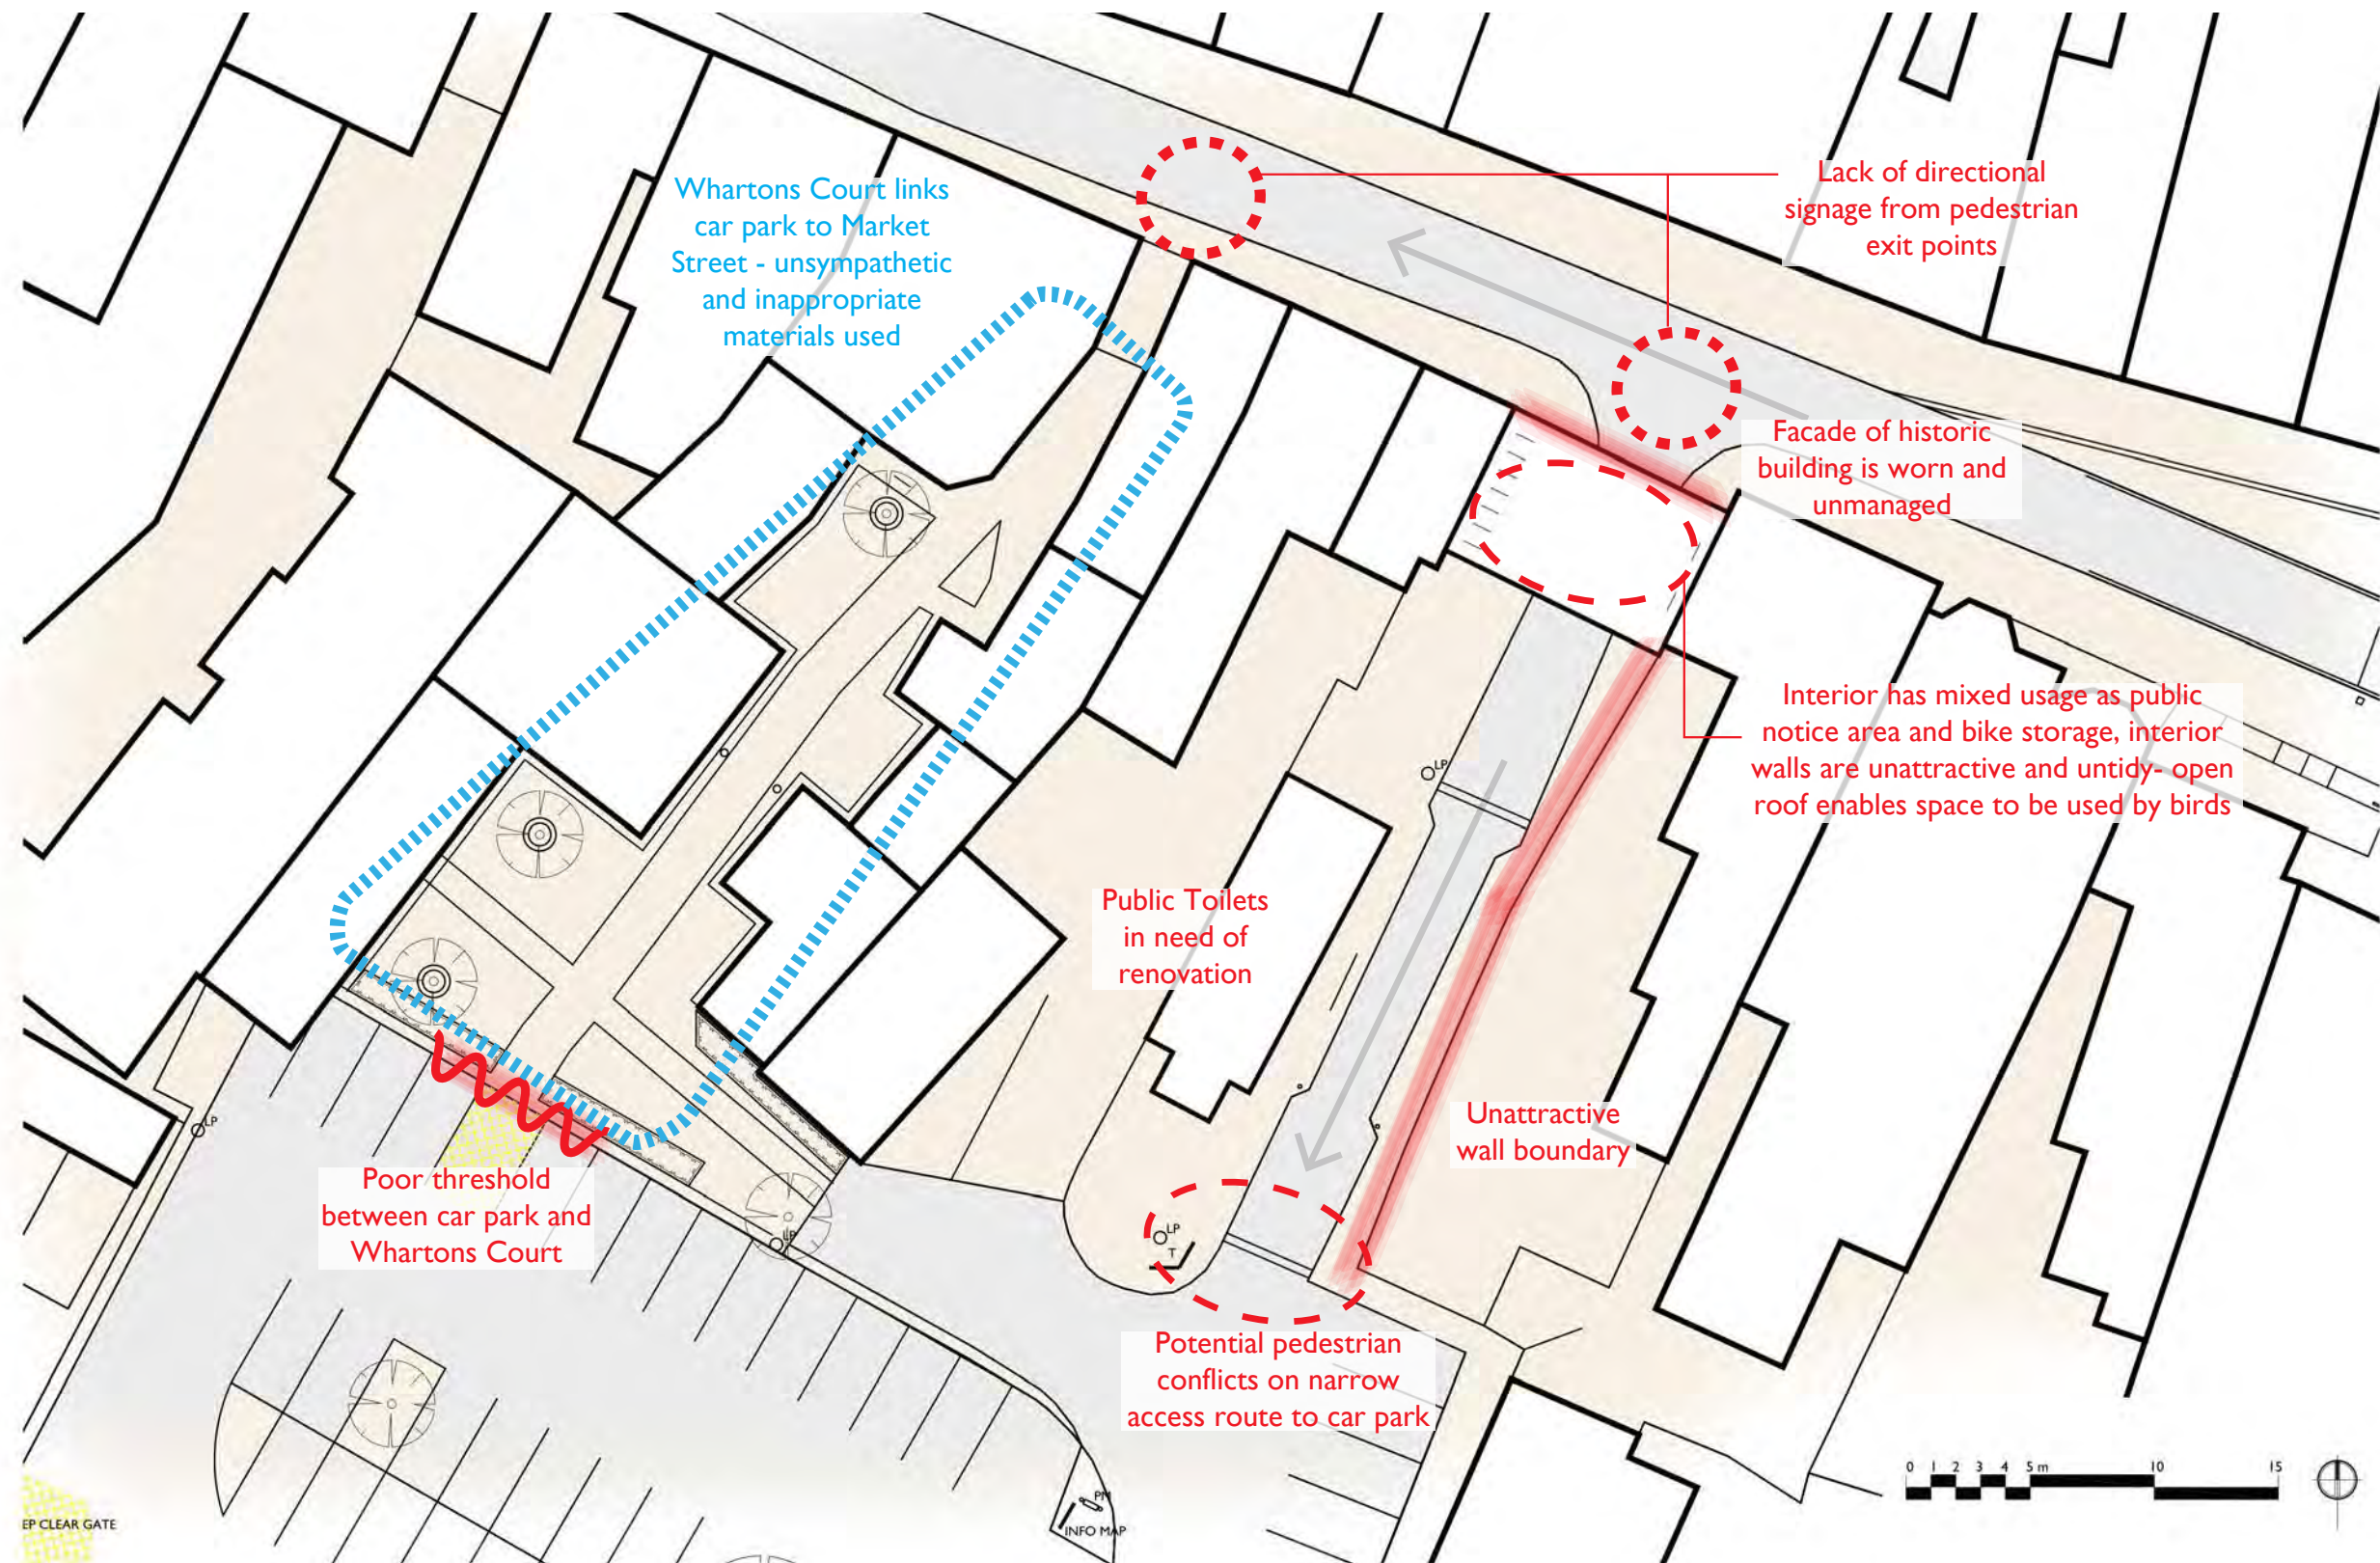 Whartons Court links
car park to Market
Street - unsympathetic
and inappropriate
materials used
Lack of directional
signage from pedestrian
exit points
Facade of historic
building is worn and
unmanaged
Interior has mixed usage as public
notice area and bike storage, interior
walls are unattractive and untidy- open
roof enables space to be used by birds
LP
Public Toilets
in need of
renovation
Unattractive
wall boundary
LP
Poor threshold
between car park and
Whartons Court
LP
LP
T
Potential pedestrian
conflicts on narrow
access route to car park
0 1 2 3 4 5 m 10 15
PM
INFO MAP
EP CLEAR GATE